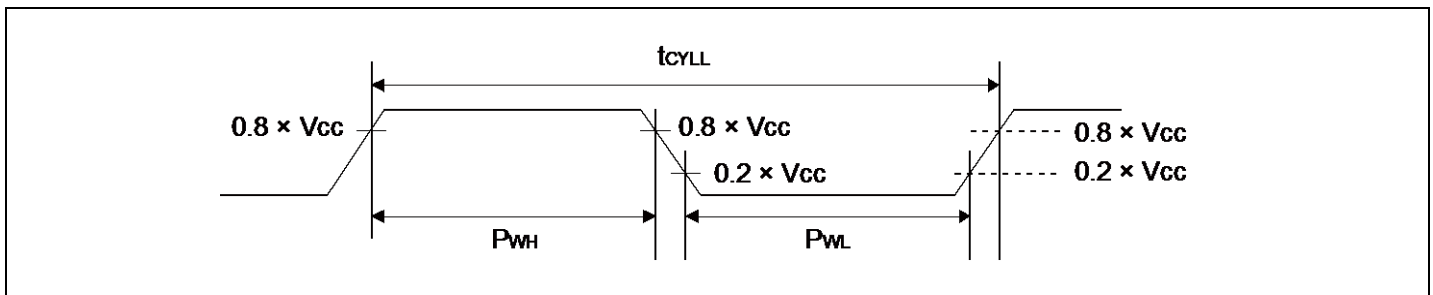 tCYLL
0.8 × VCC
0.8 × VCC
0.8 × VCC
0.2 × VCC
0.2 × VCC
PWH
PWL